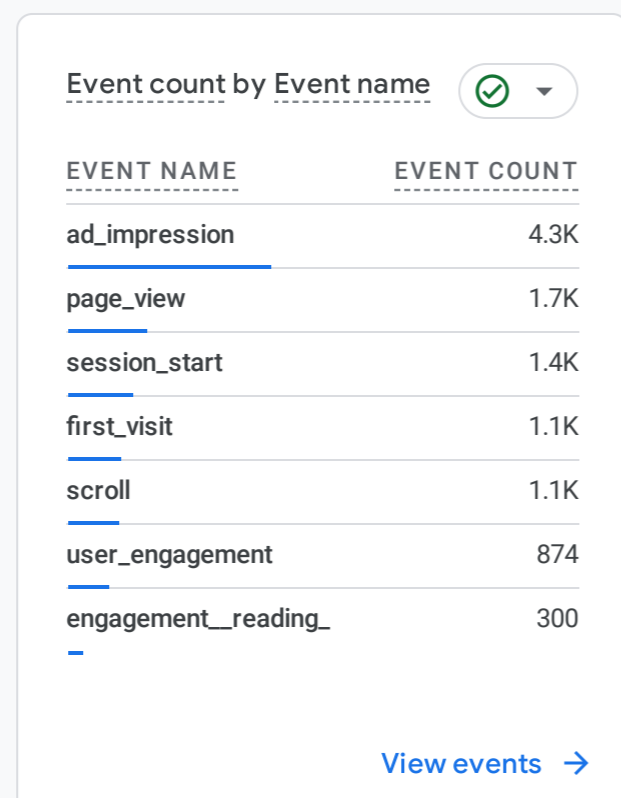 Event count by Event name
EVENT NAME EVENT COUNT
ad_impression 4.3K
page_view 1.7K
session_start 1.4K
first_visit 1.1K
scroll 1.1K
user_engagement 874
engagement__reading_ 300
View events